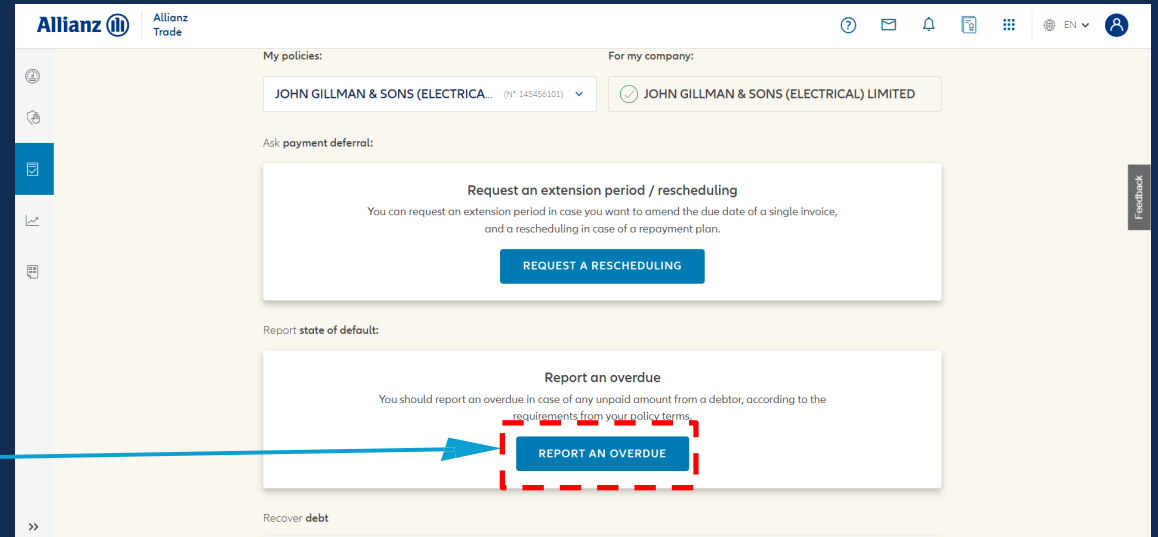 Allianz
Allianz
Trade
EN
My policies:
For my company:
JOHN GILLMAN & SONS (ELECTRICA... (N°: 145456101)
JOHN GILLMAN & SONS (ELECTRICAL) LIMITED
Ask payment deferral:
Request an extension period / rescheduling
You can request an extension period in case you want to amend the due date of a single invoice,
and a rescheduling in case of a repayment plan.
REQUEST A RESCHEDULING
Feedback
Report state of default:
Report an overdue
You should report an overdue in case of any unpaid amount from a debtor, according to the
requirements from your policy terms.
REPORT AN OVERDUE
Recover debt